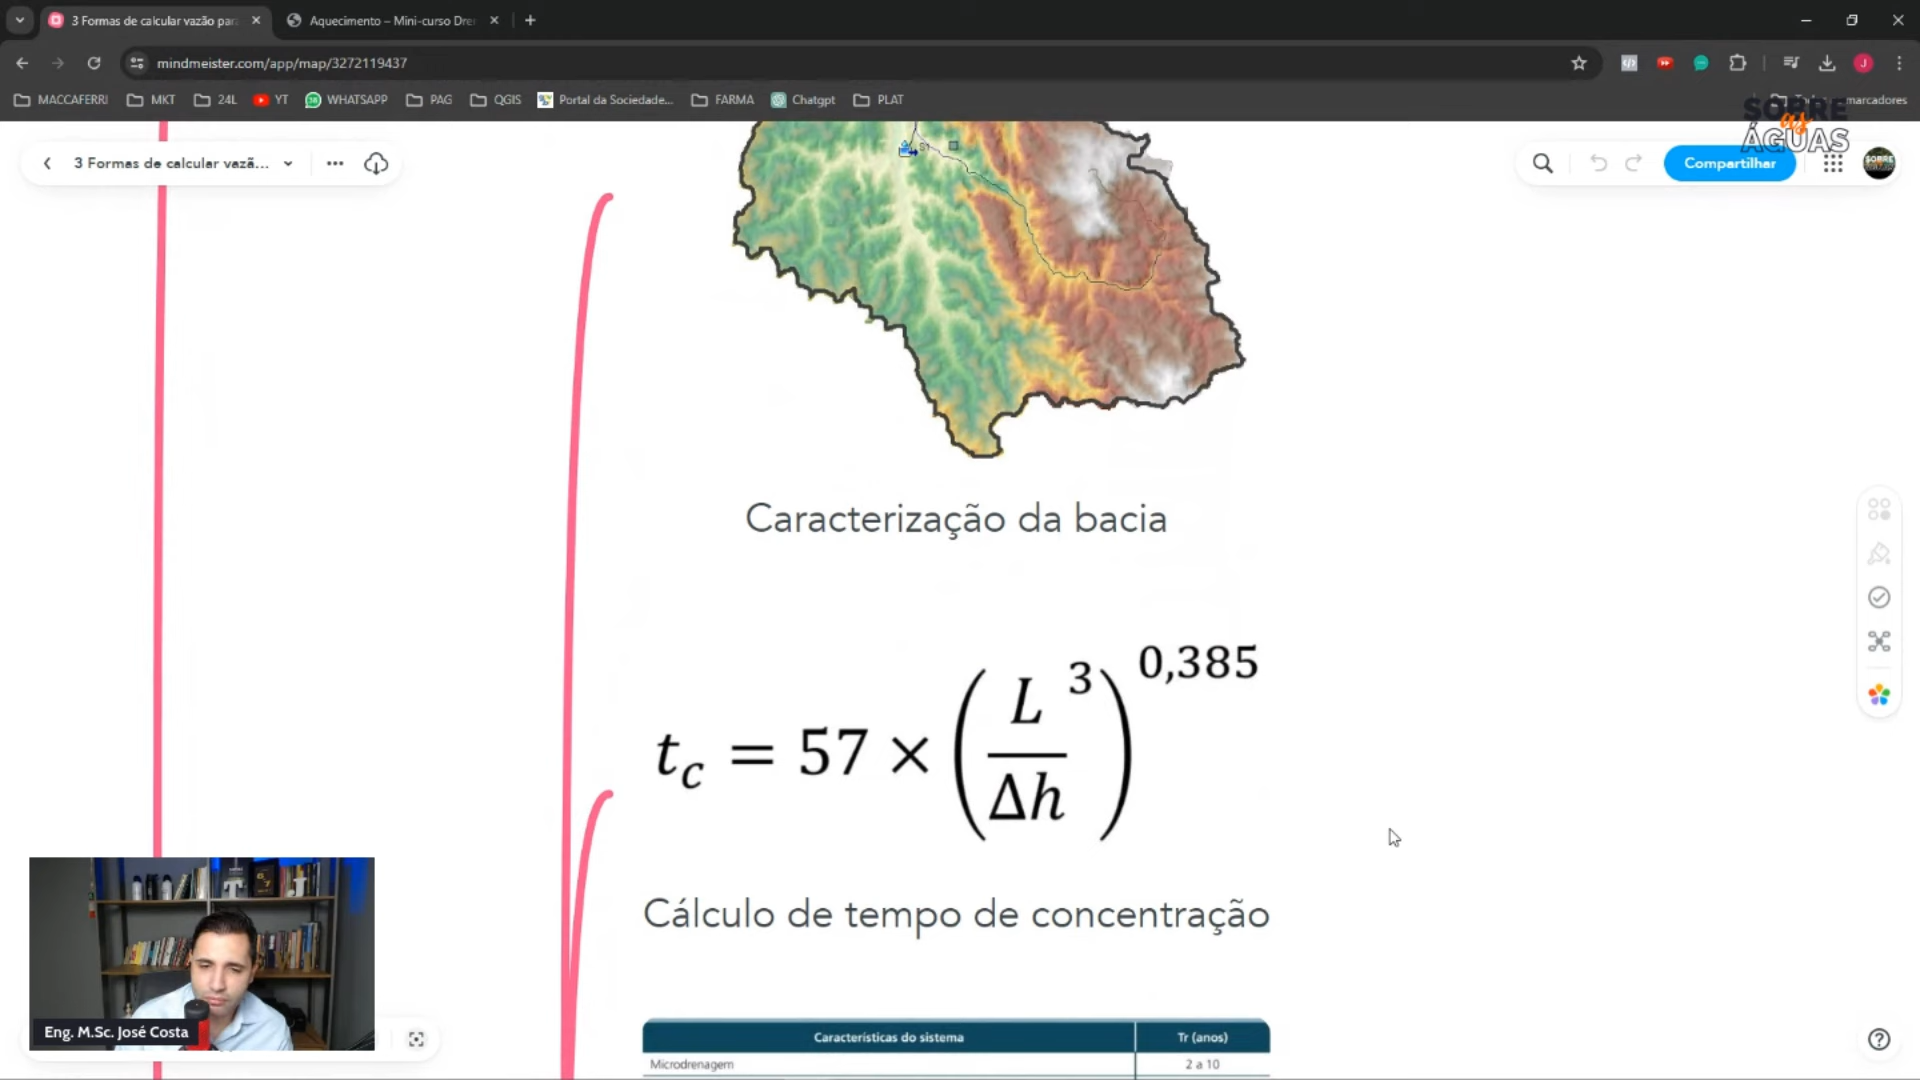 3 Formas de calcular vazão par
Aquecimento – Mini-curso Dre
mindmeister.com/app/map/3272119437
MACCAFERRI
MKT
24L
YT
WHATSAPP
PAG
QGIS
Portal da Sociedade...
FARMA
Chatgpt
PLAT
marcadores
SOBRE
as
ÁGUAS
3 Formas de calcular vazã...
Compartilhar
Caracterização da bacia
t_c = 57 × (L^3/Δh)^0,385
Cálculo de tempo de concentração
Características do sistema Tr (anos)
Microdrenagem 2 a 10
Eng. M.Sc. José Costa